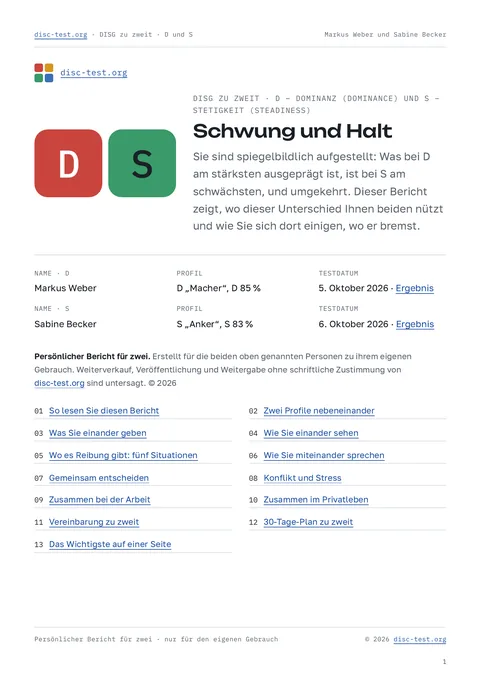 disc-test.org · DISG zu zweit · D und S
Markus Weber und Sabine Becker
disc-test.org
DISG ZU ZWEIT · D – DOMINANZ (DOMINANCE) UND S –
STETIGKEIT (STEADINESS)
Schwung und Halt
D
S
Sie sind spiegelbildlich aufgestellt: Was bei D
am stärksten ausgeprägt ist, ist bei S am
schwächsten, und umgekehrt. Dieser Bericht
zeigt, wo dieser Unterschied Ihnen beiden nützt
und wie Sie sich dort einigen, wo er bremst.
NAME · D
PROFIL
TESTDATUM
Markus Weber
D „Macher“, D 85 %
5. Oktober 2026 · Ergebnis
NAME · S
PROFIL
TESTDATUM
Sabine Becker
S „Anker“, S 83 %
6. Oktober 2026 · Ergebnis
Persönlicher Bericht für zwei. Erstellt für die beiden oben genannten Personen zu ihrem eigenen
Gebrauch. Weiterverkauf, Veröffentlichung und Weitergabe ohne schriftliche Zustimmung von
disc-test.org sind untersagt. © 2026
01 So lesen Sie diesen Bericht
02 Zwei Profile nebeneinander
03 Was Sie einander geben
04 Wie Sie einander sehen
05 Wo es Reibung gibt: fünf Situationen
06 Wie Sie miteinander sprechen
07 Gemeinsam entscheiden
08 Konflikt und Stress
09 Zusammen bei der Arbeit
10 Zusammen im Privatleben
11 Vereinbarung zu zweit
12 30-Tage-Plan zu zweit
13 Das Wichtigste auf einer Seite
Persönlicher Bericht für zwei · nur für den eigenen Gebrauch
© 2026 disc-test.org
1